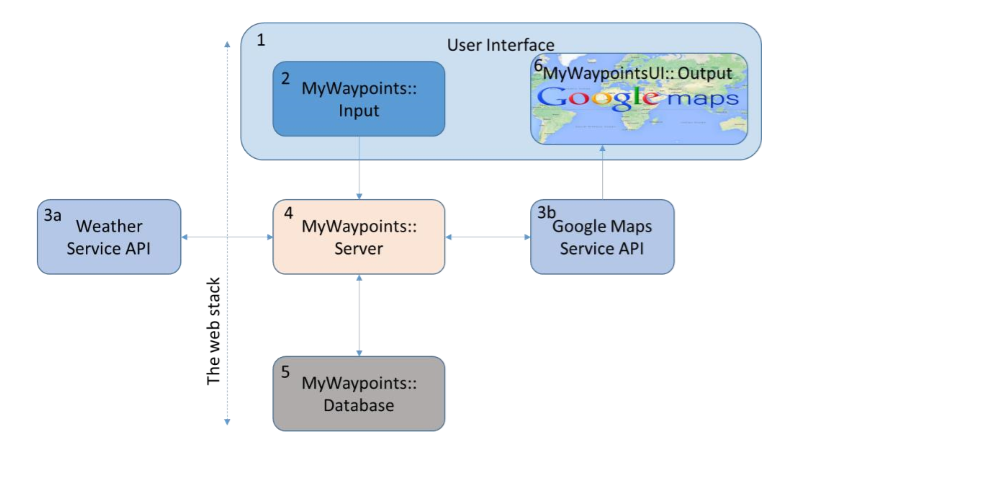 1
User Interface
2
MyWaypoints::
Input
6
MyWaypointsUI::Output
Google maps
3a
Weather
Service API
4
MyWaypoints::
Server
3b
Google Maps
Service API
The web stack
5
MyWaypoints::
Database